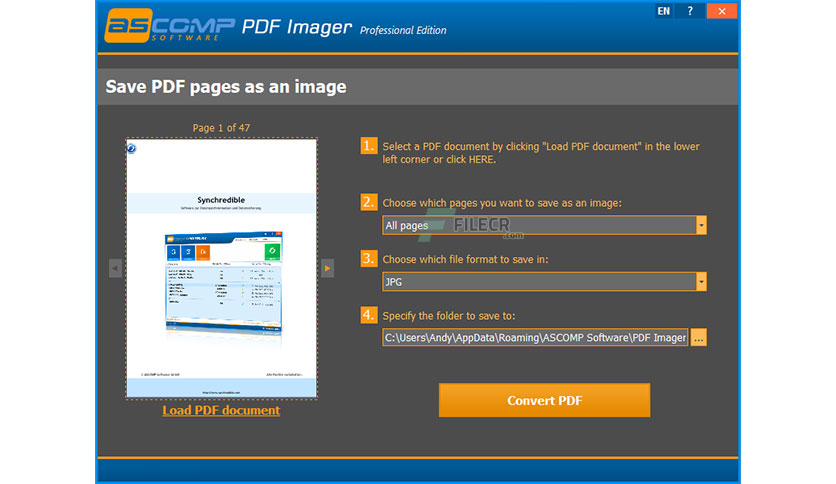 ASCOMP PDF Imager Professional Edition
SOFTWARE
EN ?
Save PDF pages as an image
Page 1 of 47
Synchredible
Load PDF document
1. Select a PDF document by clicking "Load PDF document" in the lower
left corner or click HERE.
2. Choose which pages you want to save as an image:
All pages
FILECR
.com
3. Choose which file format to save in:
JPG
4. Specify the folder to save to:
C:\Users\Andy\AppData\Roaming\ASCOMP Software\PDF Imager
...
Convert PDF